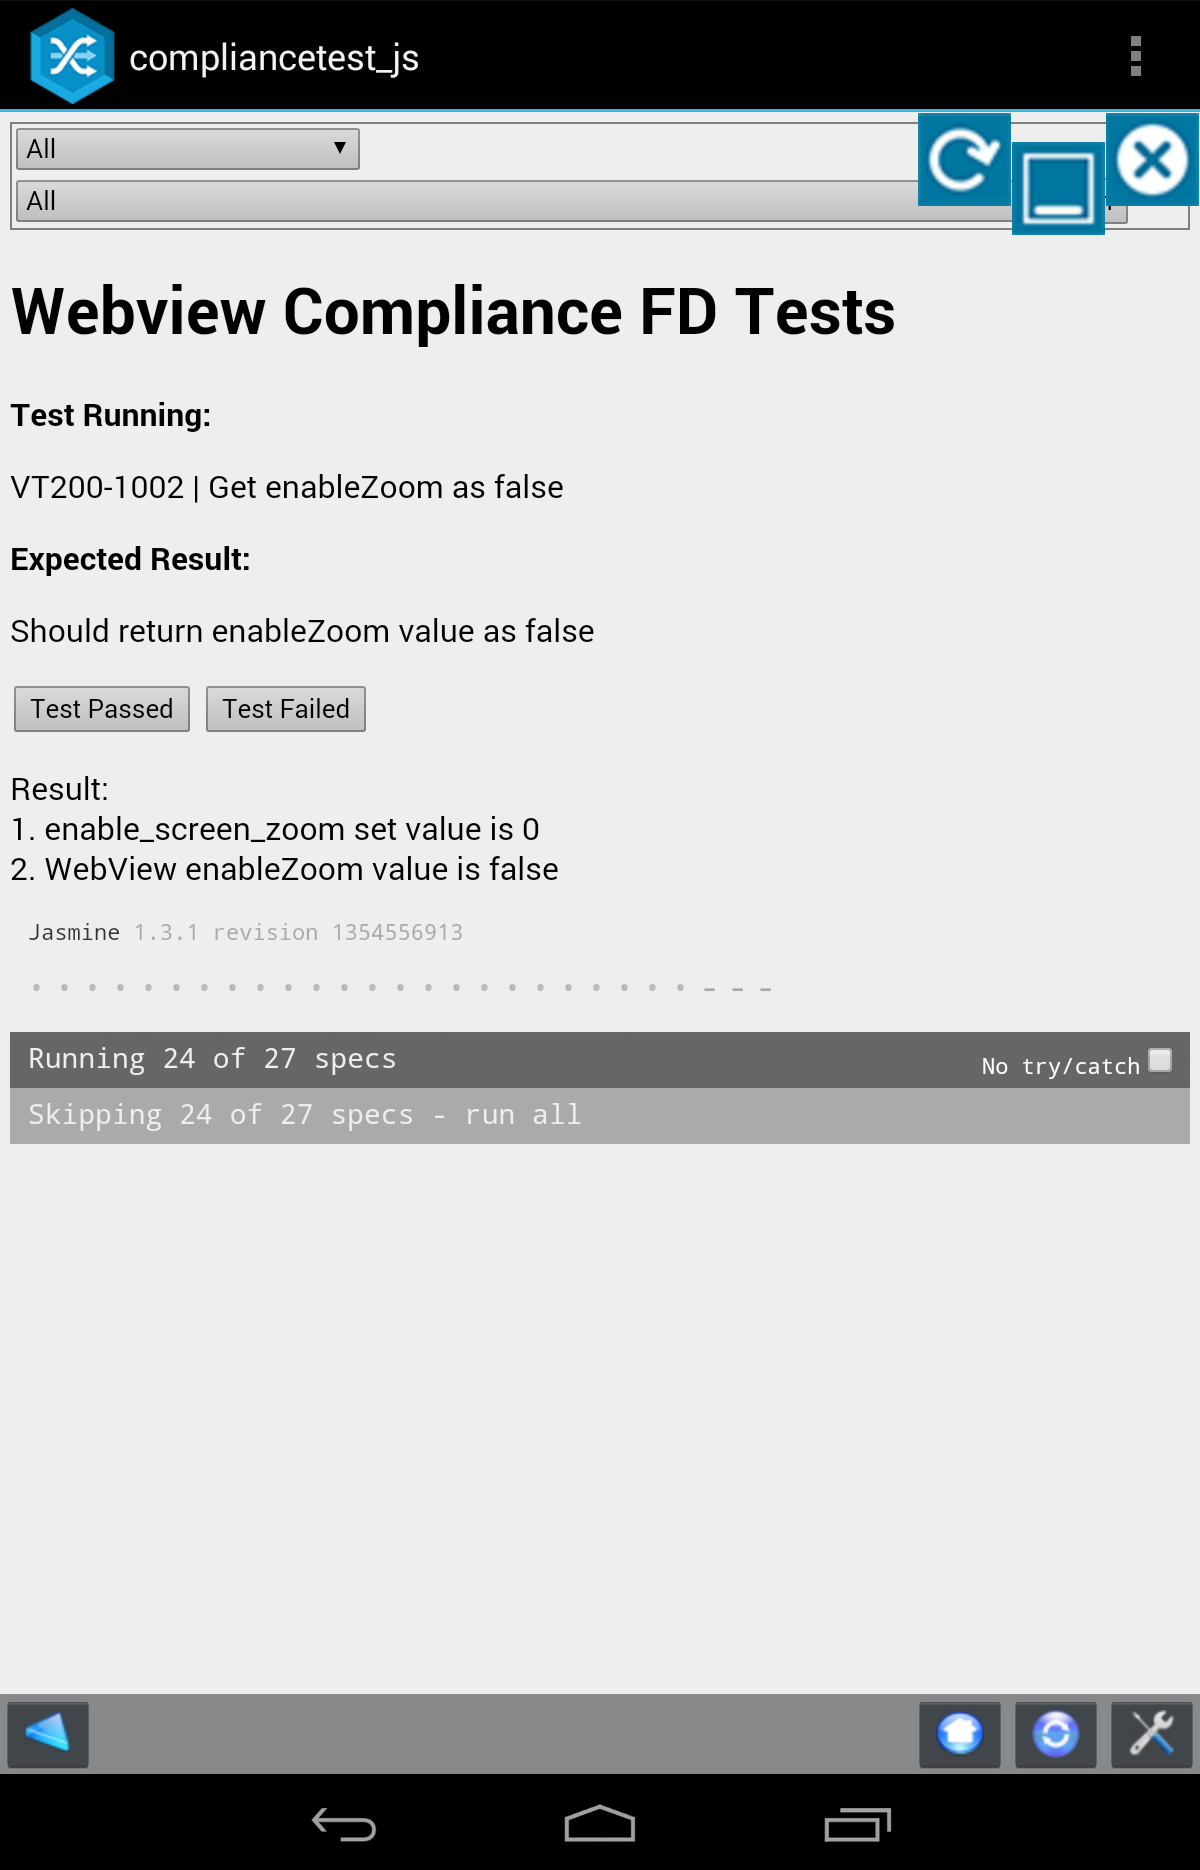 compliancetest_js
All
All
Webview Compliance FD Tests
Test Running:
VT200-1002 | Get enableZoom as false
Expected Result:
Should return enableZoom value as false
Test Passed Test Failed
Result:
1. enable_screen_zoom set value is 0
2. WebView enableZoom value is false
Jasmine 1.3.1 revision 1354556913
Running 24 of 27 specs No try/catch
Skipping 24 of 27 specs - run all